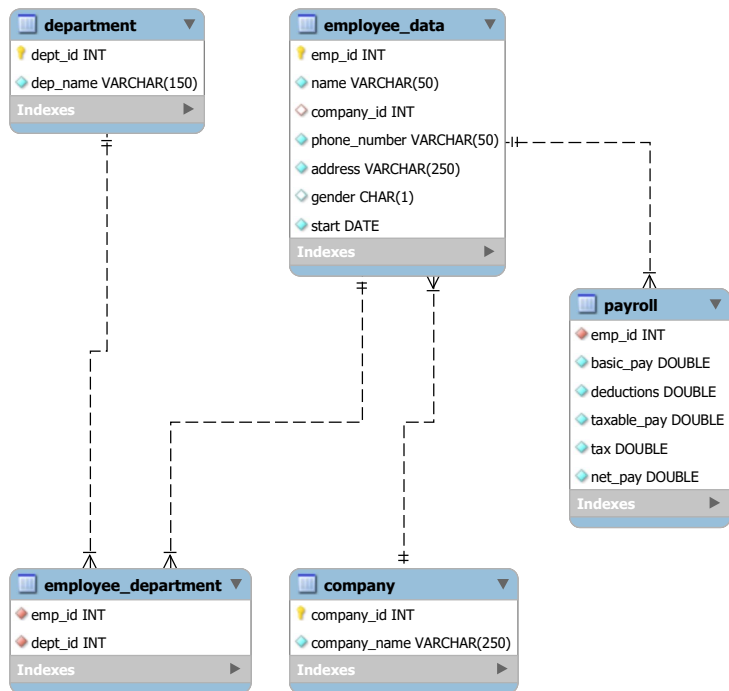 department
dept_id INT
dep_name VARCHAR(150)
Indexes
employee_data
emp_id INT
name VARCHAR(50)
company_id INT
phone_number VARCHAR(50)
address VARCHAR(250)
gender CHAR(1)
start DATE
Indexes
payroll
emp_id INT
basic_pay DOUBLE
deductions DOUBLE
taxable_pay DOUBLE
tax DOUBLE
net_pay DOUBLE
Indexes
employee_department
emp_id INT
dept_id INT
Indexes
company
company_id INT
company_name VARCHAR(250)
Indexes